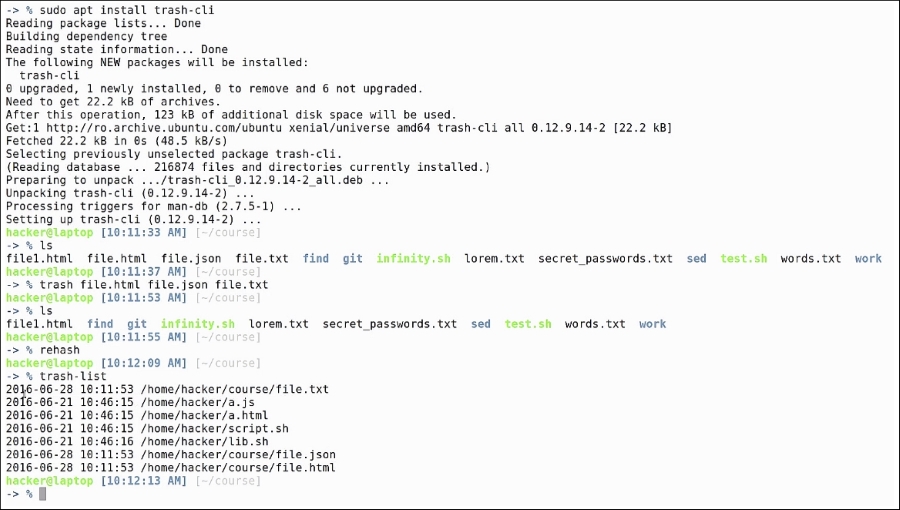 -> % sudo apt install trash-cli
Reading package lists... Done
Building dependency tree
Reading state information... Done
The following NEW packages will be installed:
  trash-cli
0 upgraded, 1 newly installed, 0 to remove and 6 not upgraded.
Need to get 22.2 kB of archives.
After this operation, 123 kB of additional disk space will be used.
Get:1 http://ro.archive.ubuntu.com/ubuntu xenial/universe amd64 trash-cli all 0.12.9.14-2 [22.2 kB]
Fetched 22.2 kB in 0s (48.5 kB/s)
Selecting previously unselected package trash-cli.
(Reading database ... 216874 files and directories currently installed.)
Preparing to unpack .../trash-cli_0.12.9.14-2_all.deb ...
Unpacking trash-cli (0.12.9.14-2) ...
Processing triggers for man-db (2.7.5-1) ...
Setting up trash-cli (0.12.9.14-2) ...
hacker@laptop [10:11:33 AM] [~/course]
-> % ls
file1.html  file.html  file.json  file.txt  find  git  infinity.sh  lorem.txt  secret_passwords.txt  sed  test.sh  words.txt  work
hacker@laptop [10:11:37 AM] [~/course]
-> % trash file.html file.json file.txt
hacker@laptop [10:11:53 AM] [~/course]
-> % ls
file1.html  find  git  infinity.sh  lorem.txt  secret_passwords.txt  sed  test.sh  words.txt  work
hacker@laptop [10:11:55 AM] [~/course]
-> % rehash
hacker@laptop [10:12:09 AM] [~/course]
-> % trash-list
2016-06-28 10:11:53 /home/hacker/course/file.txt
2016-06-21 10:46:15 /home/hacker/a.js
2016-06-21 10:46:15 /home/hacker/a.html
2016-06-21 10:46:15 /home/hacker/script.sh
2016-06-21 10:46:16 /home/hacker/lib.sh
2016-06-28 10:11:53 /home/hacker/course/file.json
2016-06-28 10:11:53 /home/hacker/course/file.html
hacker@laptop [10:12:13 AM] [~/course]
-> %